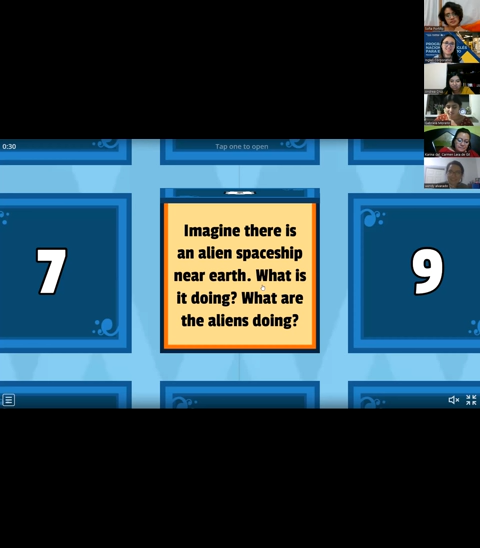 0:30
Tap one to open
7
Imagine there is
an alien spaceship
near earth. What is
it doing? What are
the aliens doing?
9